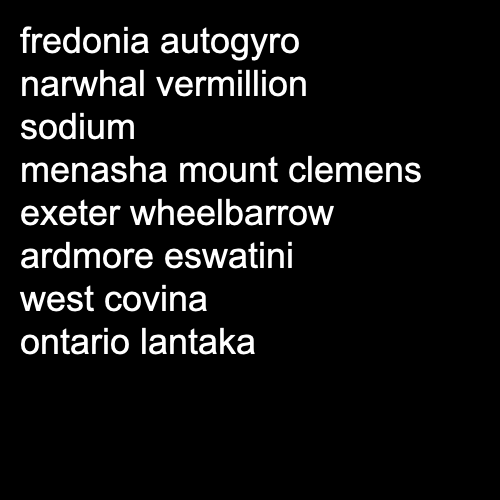 fredonia autogyro
narwhal vermillion
sodium
menasha mount clemens
exeter wheelbarrow
ardmore eswatini
west covina
ontario lantaka